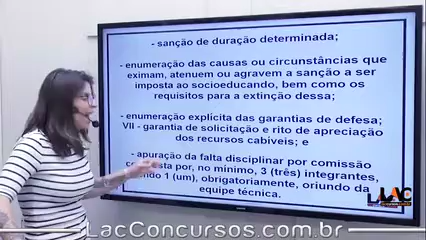 - sanção de duração determinada;
- enumeração das causas ou circunstâncias que
eximam, atenuem ou agravem a sanção a ser
imposta ao socioeducando, bem como os
requisitos para a extinção dessa;
- enumeração explícita das garantias de defesa;
VII - garantia de solicitação e rito de apreciação
dos recursos cabíveis; e
- apuração da falta disciplinar por comissão
por, no mínimo, 3 (três) integrantes,
1 (um), obrigatoriamente, oriundo da
equipe técnica.
LAC
LacConcursos.com.br